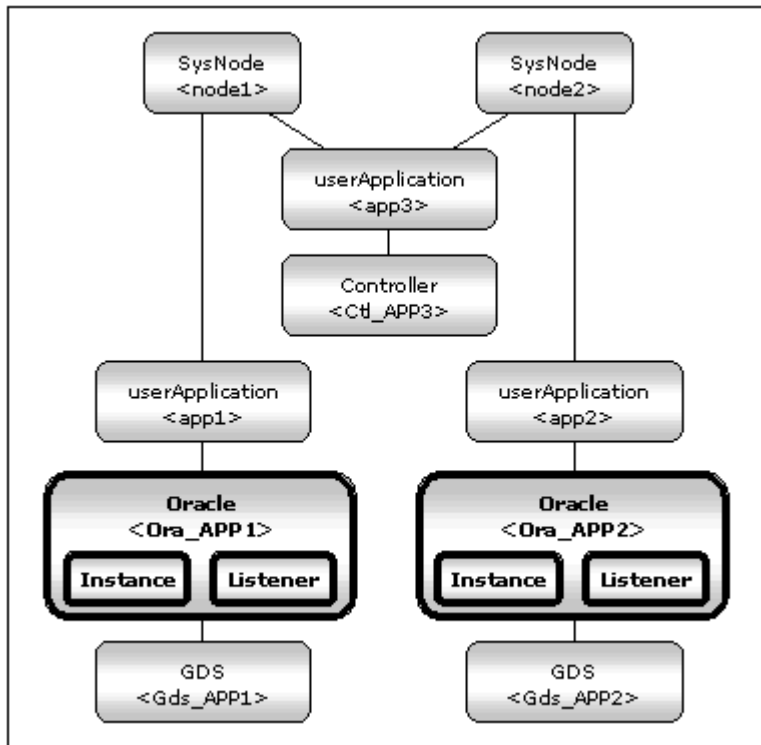 SysNode
<node1>
SysNode
<node2>
userApplication
<app3>
Controller
<Ctl_APP3>
userApplication
<app1>
userApplication
<app2>
Oracle
<Ora_APP1>
Instance
Listener
Oracle
<Ora_APP2>
Instance
Listener
GDS
<Gds_APP1>
GDS
<Gds_APP2>